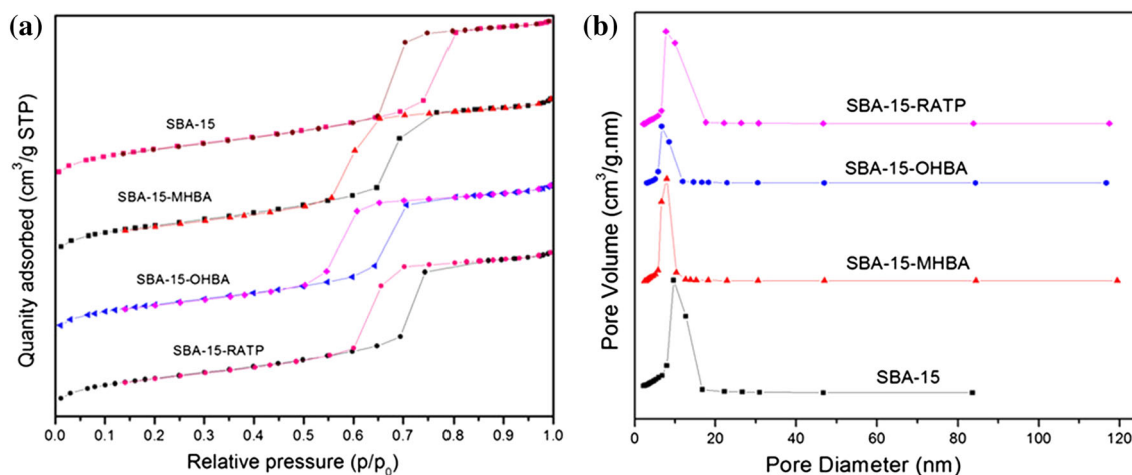 (a)
Quanity adsorbed (cm³/g STP)
SBA-15
SBA-15-MHBA
SBA-15-OHBA
SBA-15-RATP
0.0 0.1 0.2 0.3 0.4 0.5 0.6 0.7 0.8 0.9 1.0
Relative pressure (p/p₀)
(b)
Pore Volume (cm³/g.nm)
SBA-15-RATP
SBA-15-OHBA
SBA-15-MHBA
SBA-15
0 20 40 60 80 100 120
Pore Diameter (nm)